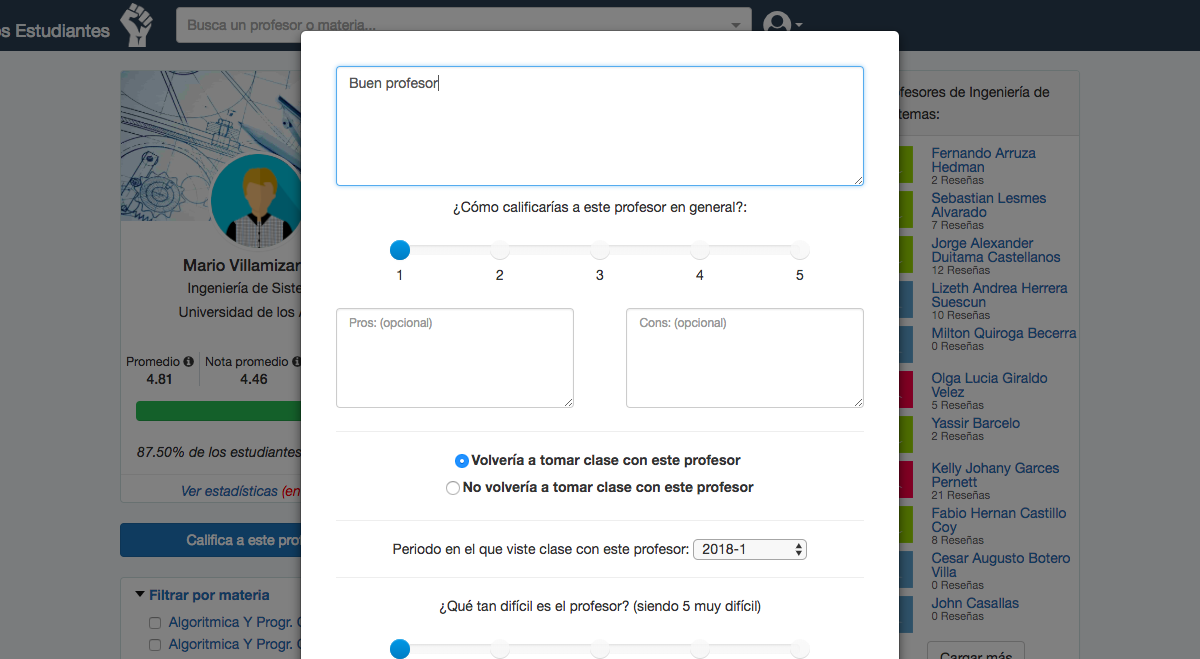 s Estudiantes
Busca un profesor o materia...
Buen profesor
¿Cómo calificarías a este profesor en general?:
1 2 3 4 5
Pros: (opcional)
Cons: (opcional)
Volvería a tomar clase con este profesor
No volvería a tomar clase con este profesor
Periodo en el que viste clase con este profesor: 2018-1
¿Qué tan difícil es el profesor? (siendo 5 muy difícil)
Mario Villamizar
Ingeniería de Siste
Universidad de los
Promedio
4.81
Nota promedio
4.46
87.50% de los estudiantes
Ver estadísticas (en
Califica a este prof
Filtrar por materia
Algoritmica Y Progr.
Algoritmica Y Progr.
fesores de Ingeniería de
temas:
Fernando Arruza
Hedman
2 Reseñas
Sebastian Lesmes
Alvarado
7 Reseñas
Jorge Alexander
Duitama Castellanos
12 Reseñas
Lizeth Andrea Herrera
Suescun
10 Reseñas
Milton Quiroga Becerra
0 Reseñas
Olga Lucia Giraldo
Velez
5 Reseñas
Yassir Barcelo
2 Reseñas
Kelly Johany Garces
Pernett
21 Reseñas
Fabio Hernan Castillo
Coy
8 Reseñas
Cesar Augusto Botero
Villa
0 Reseñas
John Casallas
0 Reseñas
Cargar más